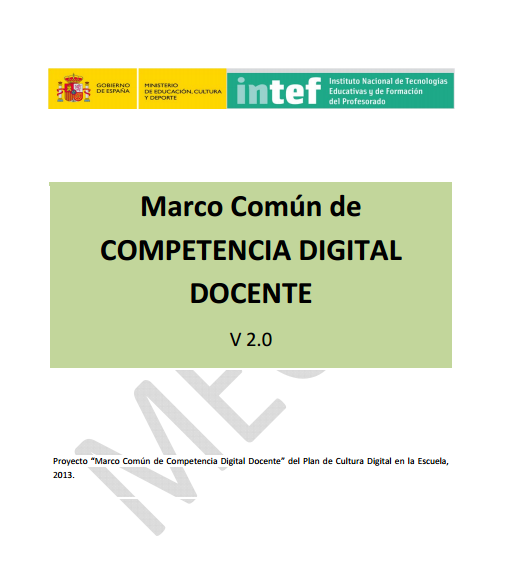 GOBIERNO
DE ESPAÑA
MINISTERIO
DE EDUCACIÓN, CULTURA
Y DEPORTE
intef
Instituto Nacional de Tecnologías
Educativas y de Formación
del Profesorado
Marco Común de
COMPETENCIA DIGITAL
DOCENTE
V 2.0
Proyecto “Marco Común de Competencia Digital Docente” del Plan de Cultura Digital en la Escuela,
2013.